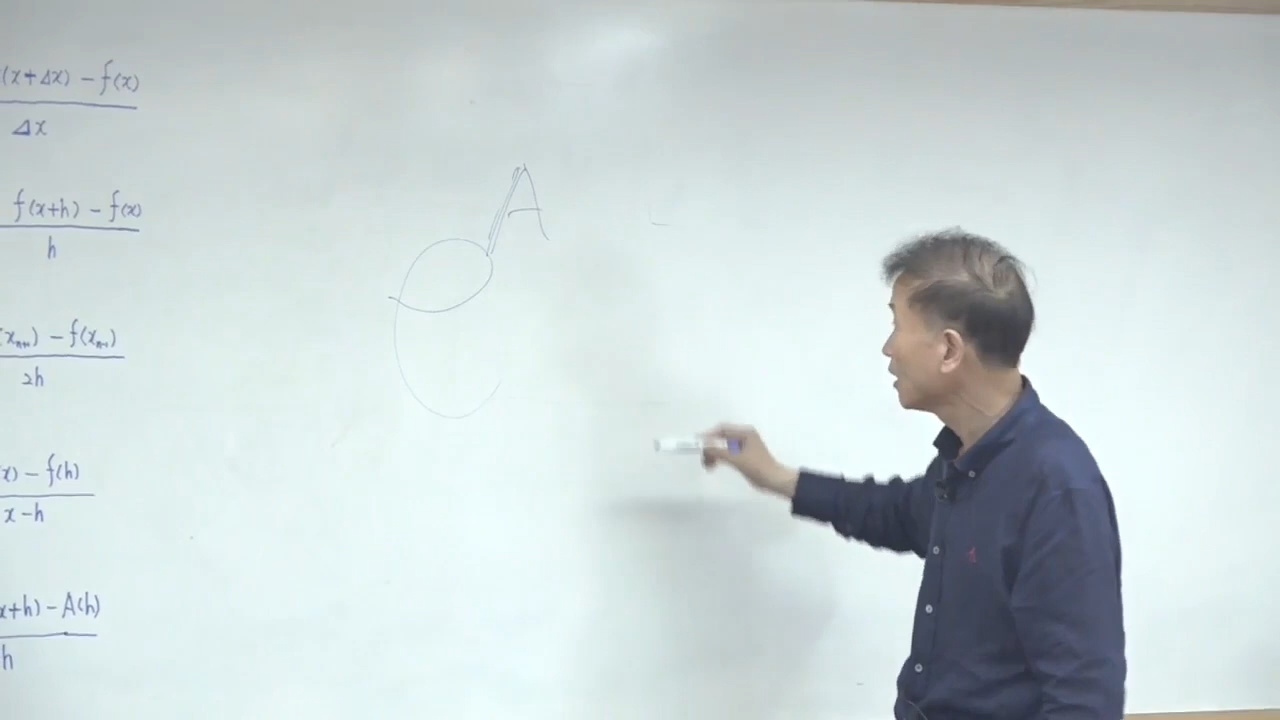 (x+Δx) - f(x)
Δx
f(x+h) - f(x)
h
(xₙ₊₁) - f(xₙ₋₁)
2h
x) - f(h)
x-h
x+h) - A(h)
h
A